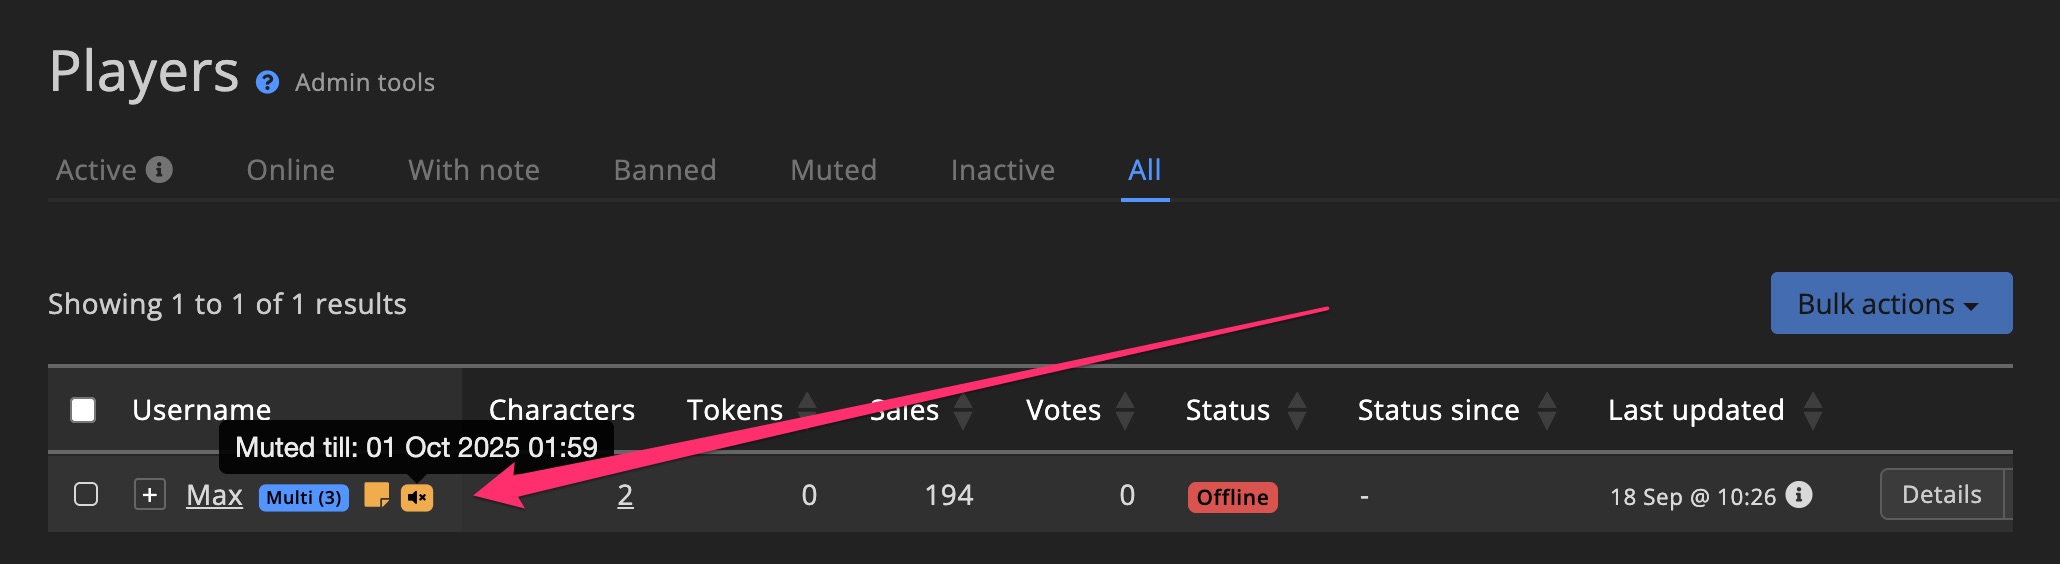 Players ? Admin tools
Active Online With note Banned Muted Inactive All
Showing 1 to 1 of 1 results
Bulk actions
Username Characters Tokens Sales Votes Status Status since Last updated
Muted till: 01 Oct 2025 01:59
+ Max Multi (3) 2 0 194 0 Offline - 18 Sep @ 10:26 Details